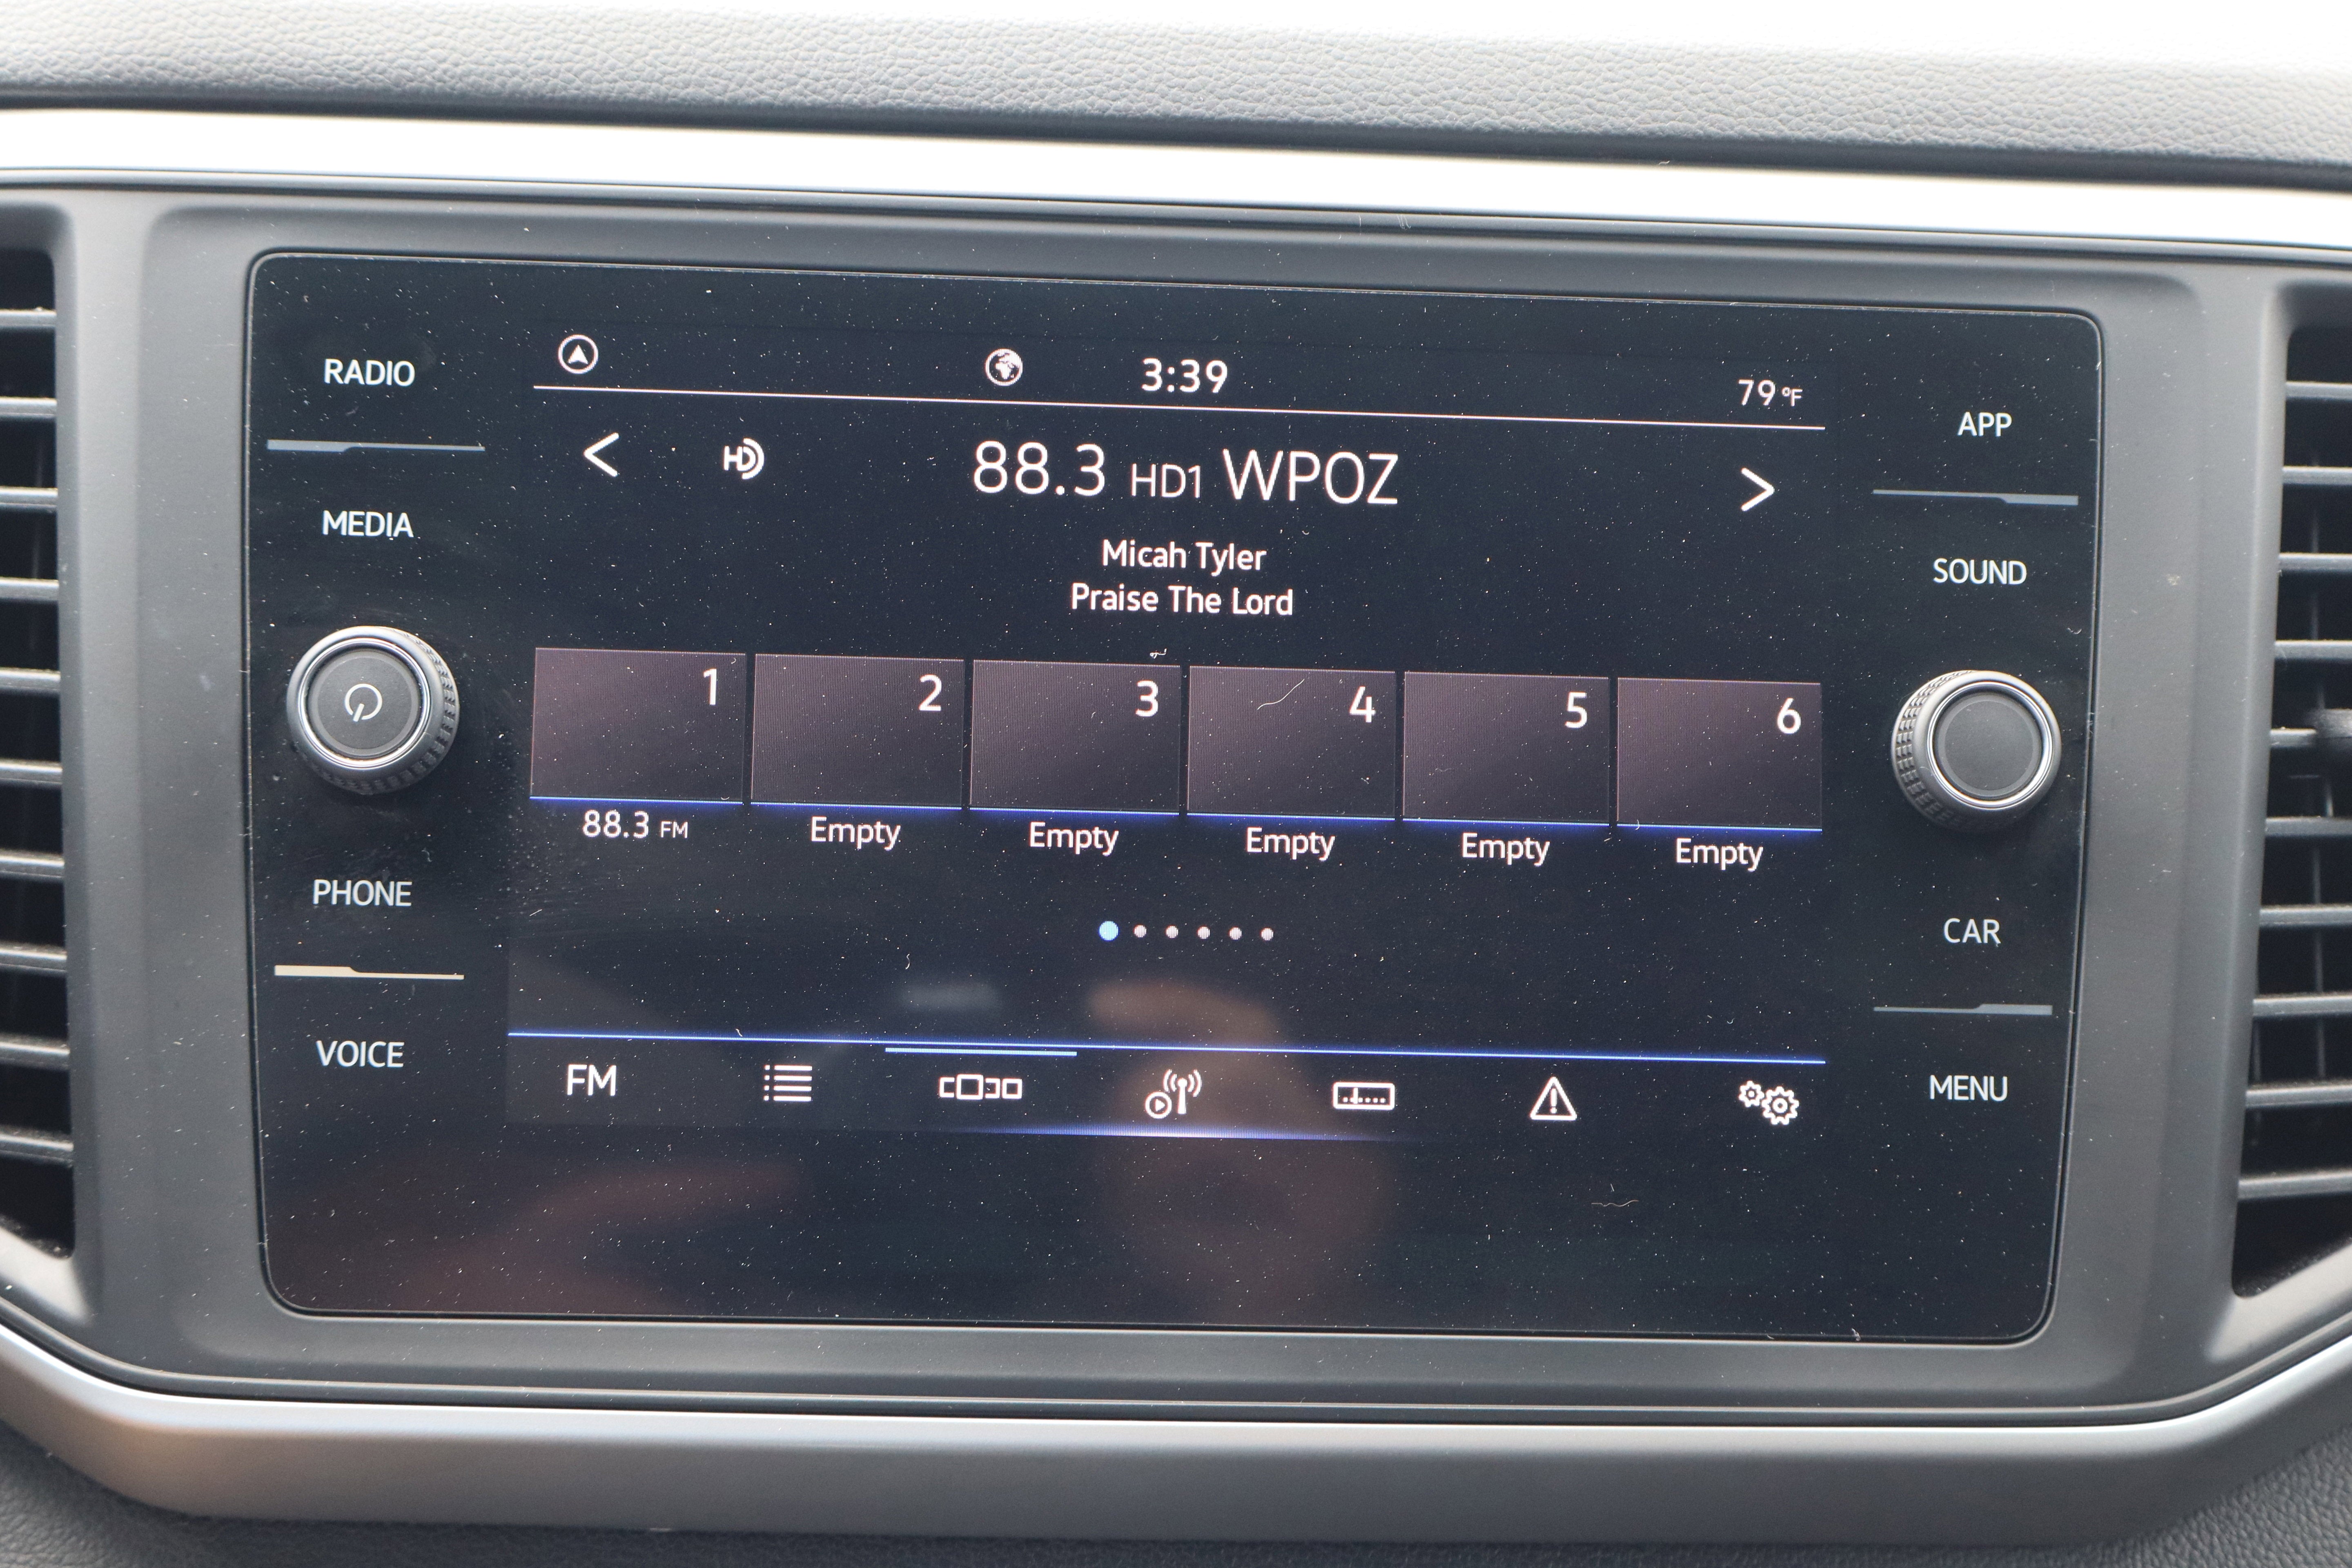 RADIO
MEDIA
PHONE
VOICE
3:39
79 °F
HD
88.3 HD1 WPOZ
Micah Tyler
Praise The Lord
1 2 3 4 5 6
88.3 FM Empty Empty Empty Empty Empty
FM
APP
SOUND
CAR
MENU